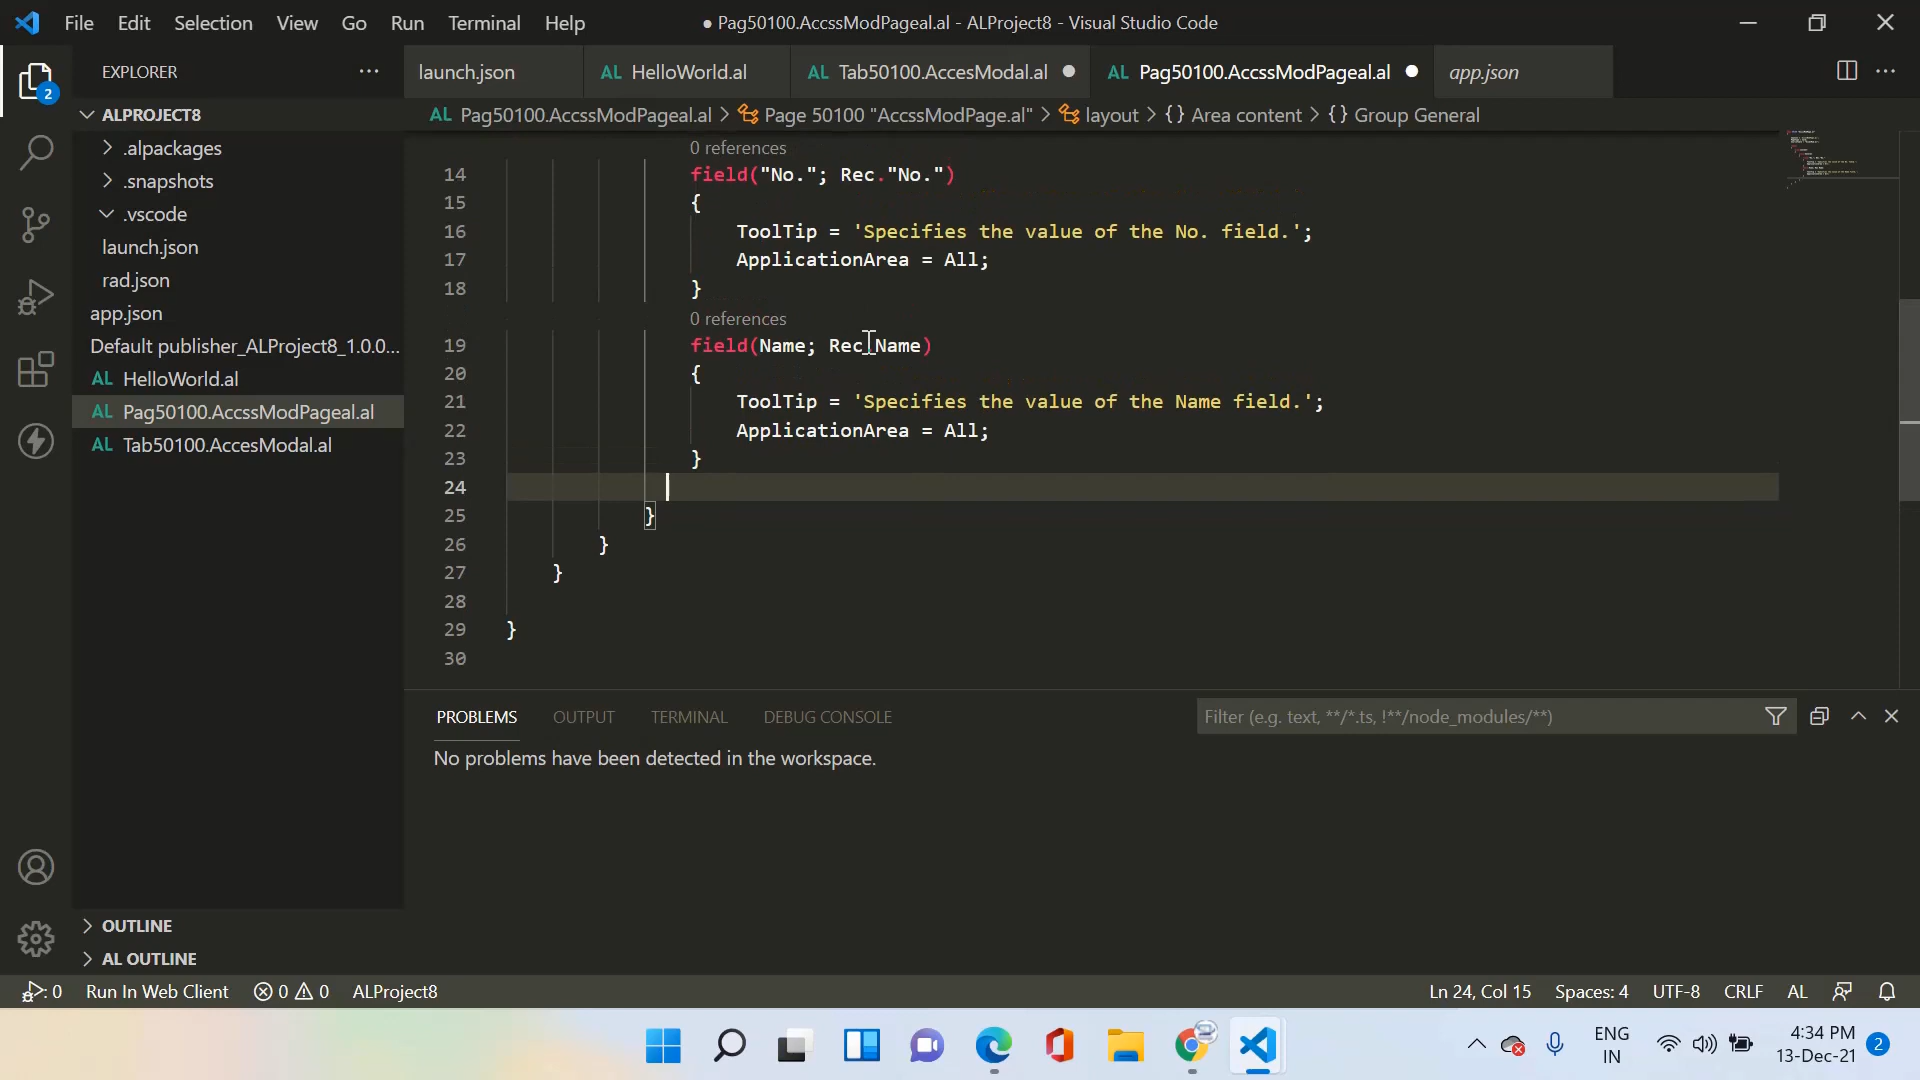 File Edit Selection View Go Run Terminal Help
● Pag50100.AccssModPageal.al - ALProject8 - Visual Studio Code
EXPLORER
2
ALPROJECT8
.alpackages
.snapshots
.vscode
launch.json
rad.json
app.json
Default publisher_ALProject8_1.0.0...
AL HelloWorld.al
AL Pag50100.AccssModPageal.al
AL Tab50100.AccesModal.al
OUTLINE
AL OUTLINE
launch.json AL HelloWorld.al AL Tab50100.AccesModal.al ● AL Pag50100.AccssModPageal.al ● app.json
AL Pag50100.AccssModPageal.al > Page 50100 "AccssModPage.al" > layout > {} Area content > {} Group General
0 references
14 field("No."; Rec."No.")
15 {
16 ToolTip = 'Specifies the value of the No. field.';
17 ApplicationArea = All;
18 }
0 references
19 field(Name; Rec.Name)
20 {
21 ToolTip = 'Specifies the value of the Name field.';
22 ApplicationArea = All;
23 }
24
25 }
26 }
27 }
28
29 }
30
PROBLEMS OUTPUT TERMINAL DEBUG CONSOLE
Filter (e.g. text, **/*.ts, !**/node_modules/**)
No problems have been detected in the workspace.
: 0 Run In Web Client 0 0 ALProject8
Ln 24, Col 15 Spaces: 4 UTF-8 CRLF AL
ENG
IN
4:34 PM
13-Dec-21
2